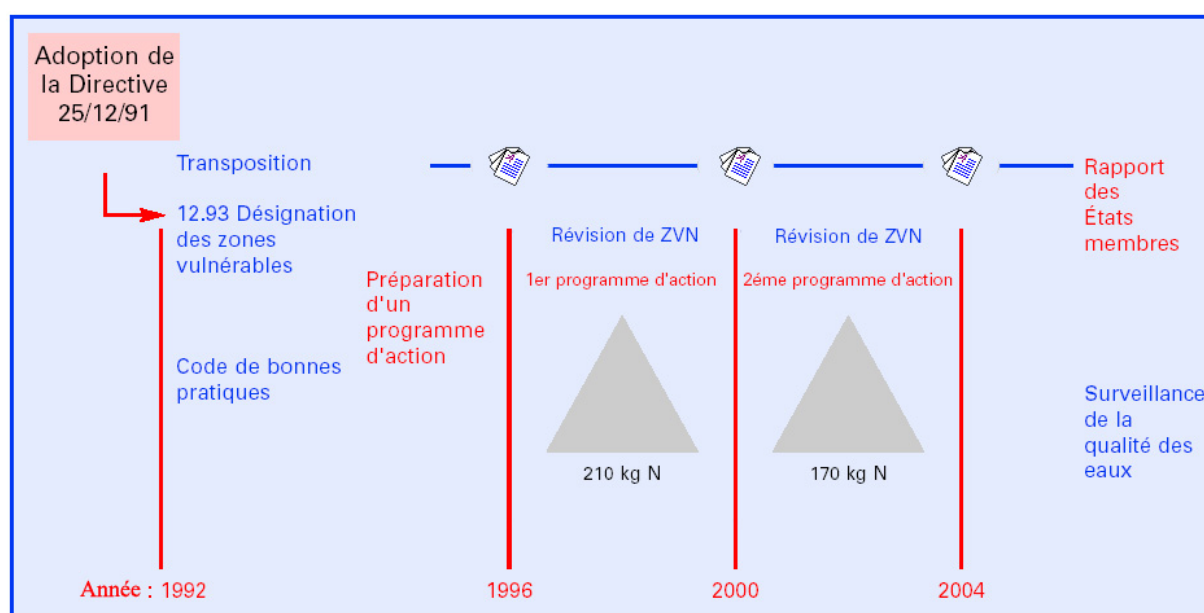 Adoption de
la Directive
25/12/91
Transposition
12.93 Désignation
des zones
vulnérables
Code de bonnes
pratiques
Préparation
d'un
programme
d'action
Révision de ZVN
1er programme d'action
210 kg N
Révision de ZVN
2éme programme d'action
170 kg N
Rapport
des
États
membres
Surveillance
de la
qualité des
eaux
Année : 1992 1996 2000 2004